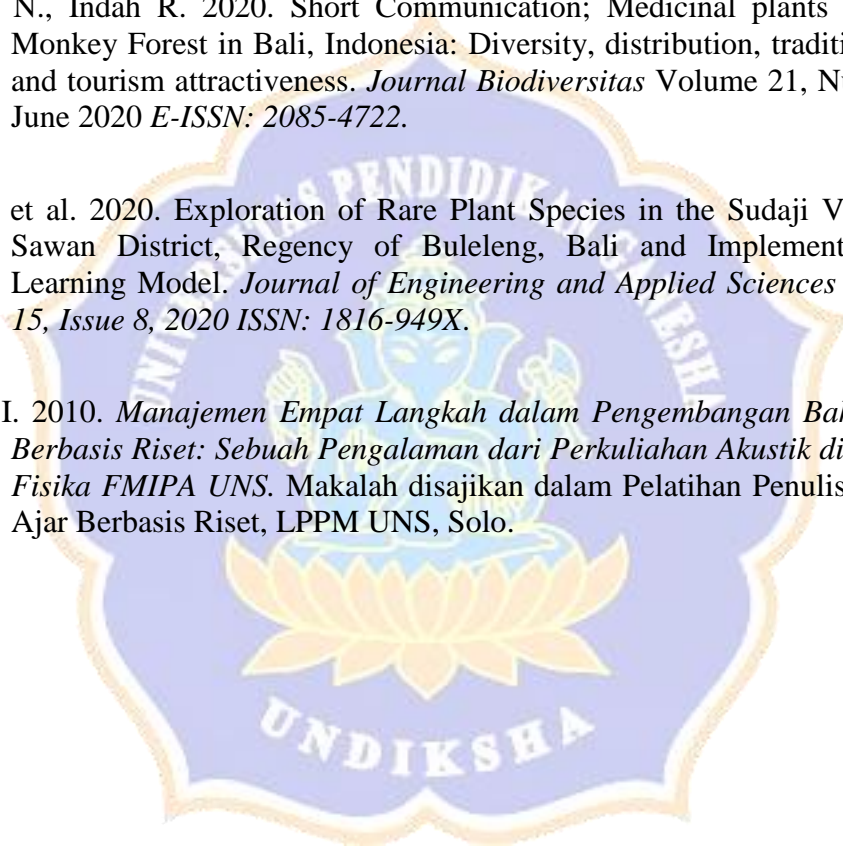 N., Indah R. 2020. Short Communication; Medicinal plants
Monkey Forest in Bali, Indonesia: Diversity, distribution, traditi
and tourism attractiveness. Journal Biodiversitas Volume 21, N
June 2020 E-ISSN: 2085-4722.
et al. 2020. Exploration of Rare Plant Species in the Sudaji V
Sawan District, Regency of Buleleng, Bali and Implement
Learning Model. Journal of Engineering and Applied Sciences
15, Issue 8, 2020 ISSN: 1816-949X.
I. 2010. Manajemen Empat Langkah dalam Pengembangan Bah
Berbasis Riset: Sebuah Pengalaman dari Perkuliahan Akustik di
Fisika FMIPA UNS. Makalah disajikan dalam Pelatihan Penulis
Ajar Berbasis Riset, LPPM UNS, Solo.
UNIVERSITAS PENDIDIKAN GANESHA
UNDIKSHA